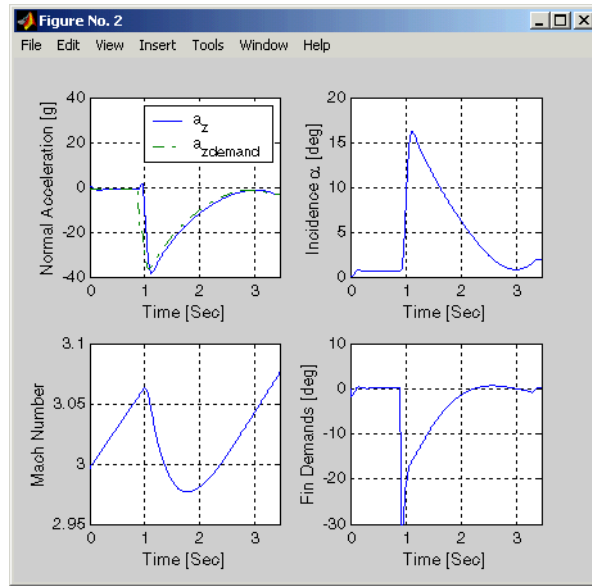 Figure No. 2
File Edit View Insert Tools Window Help
Normal Acceleration [g]
40
20
0
-20
-40
a_z
a_zdemand
0 1 2 3
Time [Sec]
Incidence α [deg]
20
15
10
5
0
0 1 2 3
Time [Sec]
Mach Number
3.1
3.05
3
2.95
0 1 2 3
Time [Sec]
Fin Demands [deg]
10
0
-10
-20
-30
0 1 2 3
Time [Sec]